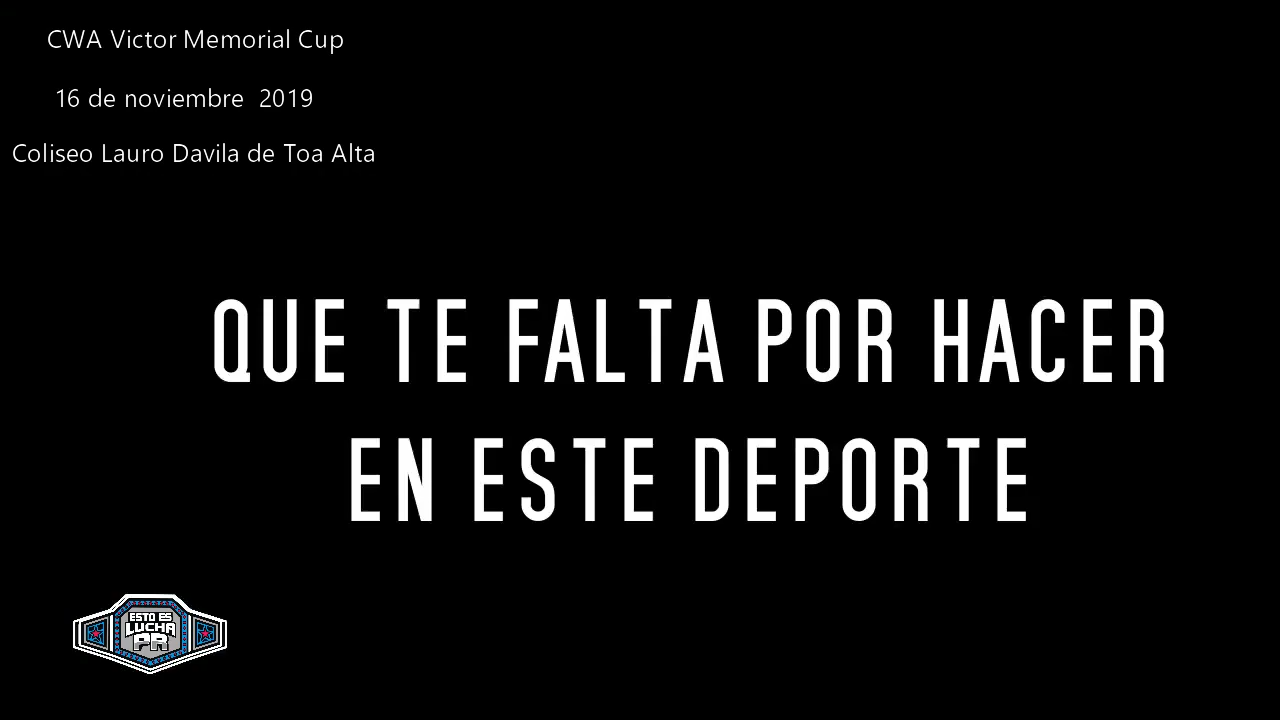 CWA Victor Memorial Cup
16 de noviembre 2019
Coliseo Lauro Davila de Toa Alta
QUE TE FALTA POR HACER
EN ESTE DEPORTE
ESTO ES
LUCHA
PR